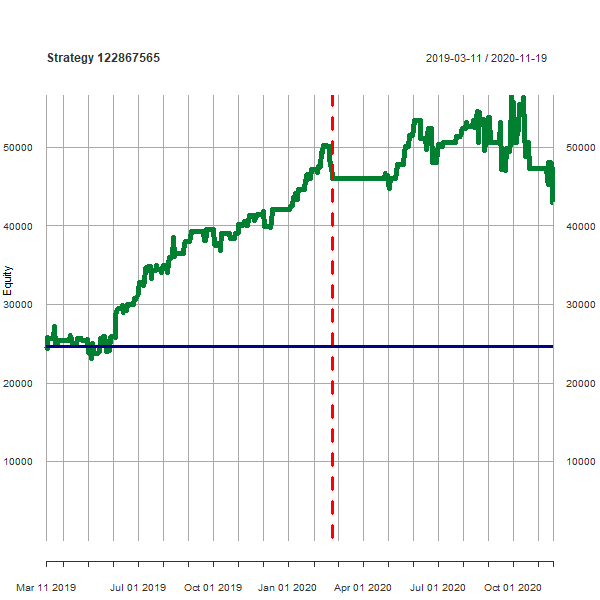 Strategy 122867565
2019-03-11 / 2020-11-19
50000
50000
40000
40000
Equity
30000
30000
20000
20000
10000
10000
Mar 11 2019
Jul 01 2019
Oct 01 2019
Jan 01 2020
Apr 01 2020
Jul 01 2020
Oct 01 2020